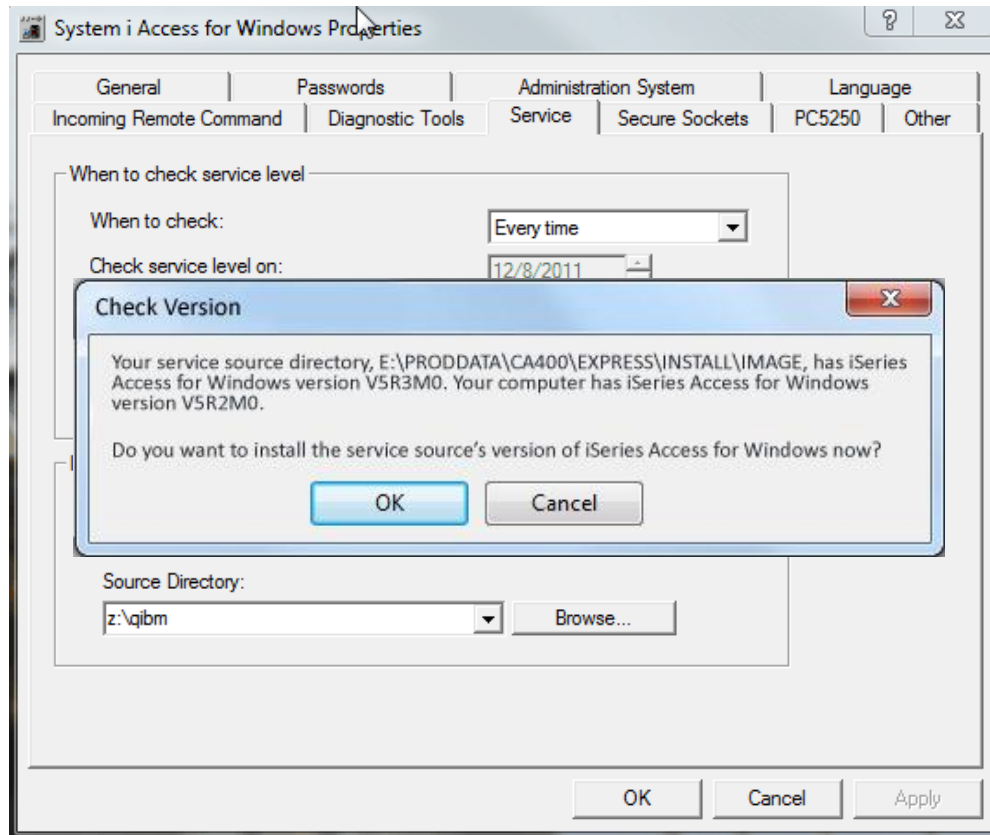 System i Access for Windows Properties
General Passwords Administration System Language
Incoming Remote Command Diagnostic Tools Service Secure Sockets PC5250 Other
When to check service level
When to check: Every time
Check service level on: 12/8/2011
Check Version
Your service source directory, E:\PRODDATA\CA400\EXPRESS\INSTALL\IMAGE, has iSeries
Access for Windows version V5R3M0. Your computer has iSeries Access for Windows
version V5R2M0.
Do you want to install the service source's version of iSeries Access for Windows now?
OK Cancel
Source Directory:
z:\qibm Browse...
OK Cancel Apply